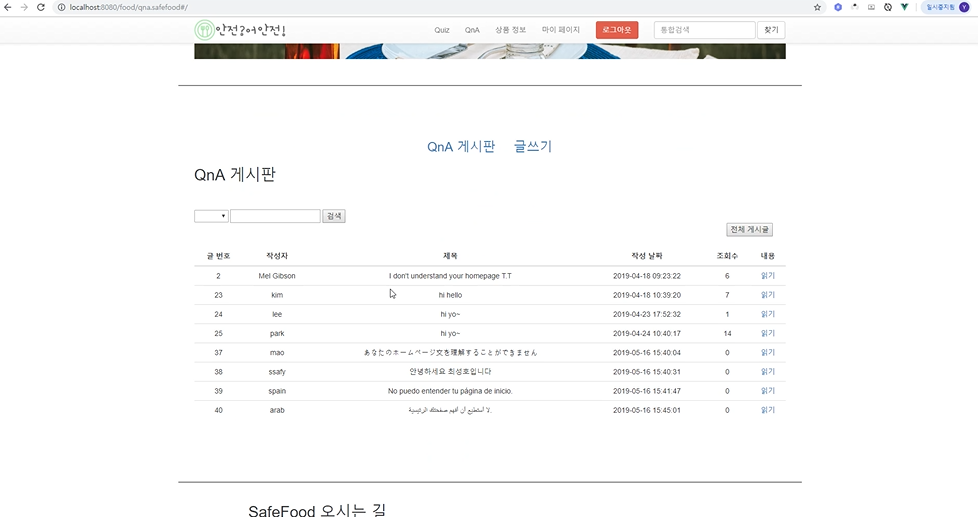 localhost:8080/food/qna.safefood#/
일시중지됨 Y
안전?어안전! Quiz QnA 상품 정보 마이 페이지 로그아웃 통합검색 찾기
QnA 게시판 글쓰기
QnA 게시판
검색
전체 게시글
글 번호 작성자 제목 작성 날짜 조회수 내용
2 Mel Gibson I don't understand your homepage T.T 2019-04-18 09:23:22 6 읽기
23 kim hi hello 2019-04-18 10:39:20 7 읽기
24 lee hi yo~ 2019-04-23 17:52:32 1 읽기
25 park hi yo~ 2019-04-24 10:40:17 14 읽기
37 mao あなたのホームページ文を理解することができません 2019-05-16 15:40:04 0 읽기
38 ssafy 안녕하세요 최성호입니다 2019-05-16 15:40:31 0 읽기
39 spain No puedo entender tu página de inicio. 2019-05-16 15:41:47 0 읽기
40 arab لا أستطيع أن أفهم صفحتك الرئيسية. 2019-05-16 15:45:01 0 읽기
SafeFood 오시는 길